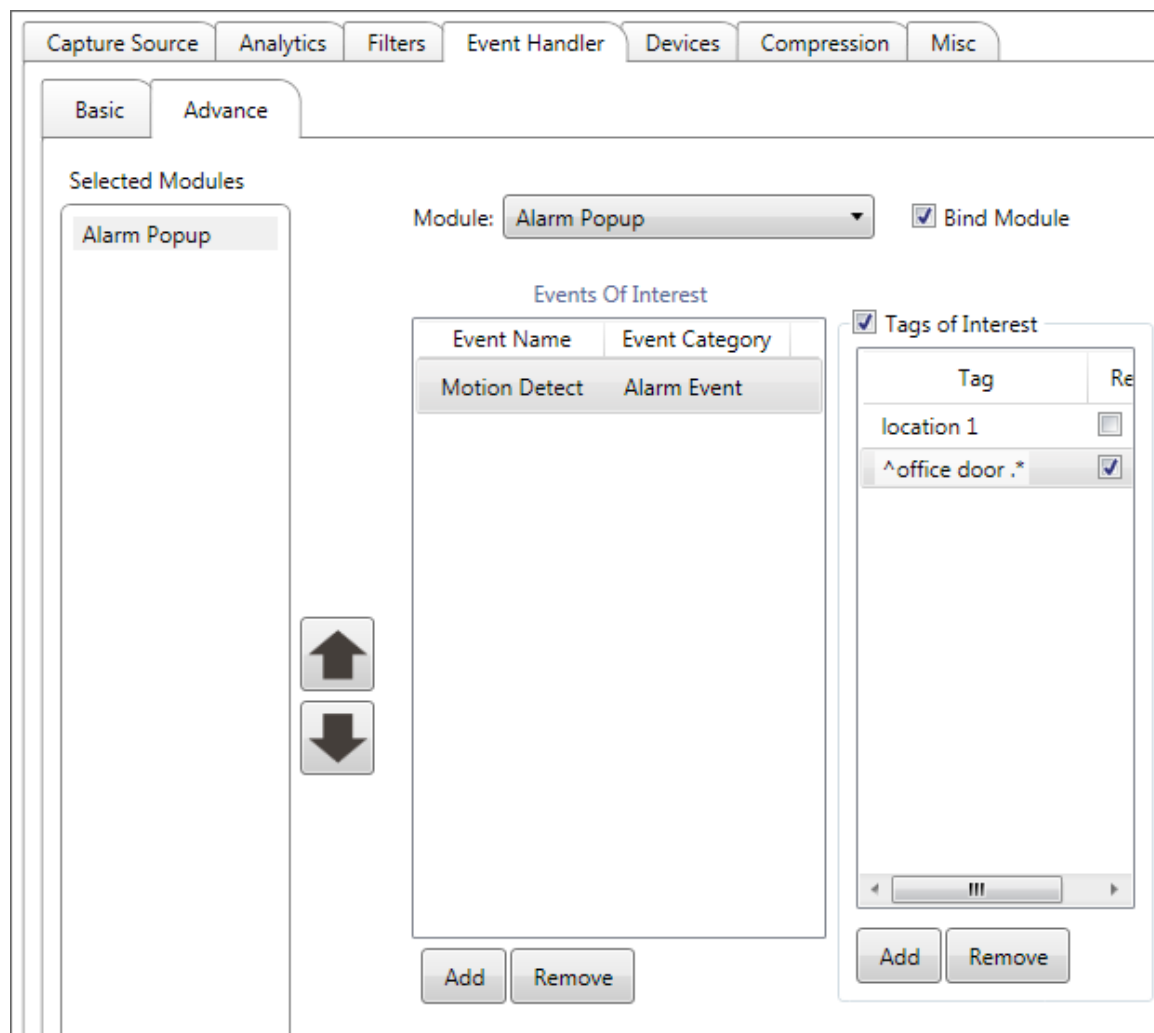 Capture Source Analytics Filters Event Handler Devices Compression Misc
Basic Advance
Selected Modules
Alarm Popup
Module: Alarm Popup Bind Module
Events Of Interest
Event Name Event Category
Motion Detect Alarm Event
Add Remove
Tags of Interest
Tag Re
location 1
^office door .*
Add Remove